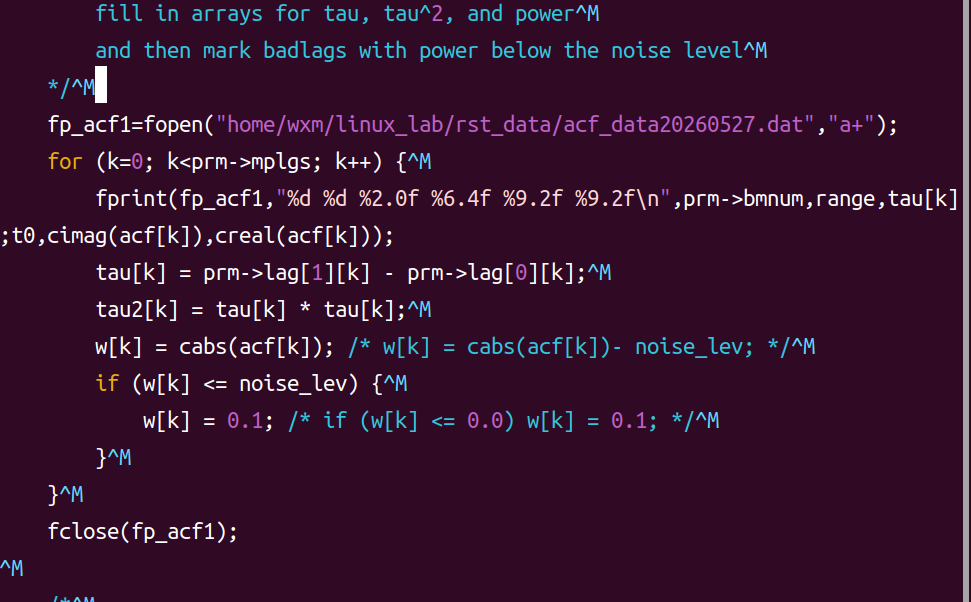 fill in arrays for tau, tau^2, and power^M
    and then mark badlags with power below the noise level^M
*/^M
fp_acf1=fopen("home/wxm/linux_lab/rst_data/acf_data20260527.dat","a+");
for (k=0; k<prm->mplgs; k++) {^M
    fprint(fp_acf1,"%d %d %2.0f %6.4f %9.2f %9.2f\n",prm->bmnum,range,tau[k]
;t0,cimag(acf[k]),creal(acf[k]));
    tau[k] = prm->lag[1][k] - prm->lag[0][k];^M
    tau2[k] = tau[k] * tau[k];^M
    w[k] = cabs(acf[k]); /* w[k] = cabs(acf[k])- noise_lev; */^M
    if (w[k] <= noise_lev) {^M
        w[k] = 0.1; /* if (w[k] <= 0.0) w[k] = 0.1; */^M
    }^M
}^M
fclose(fp_acf1);
^M
/*^M